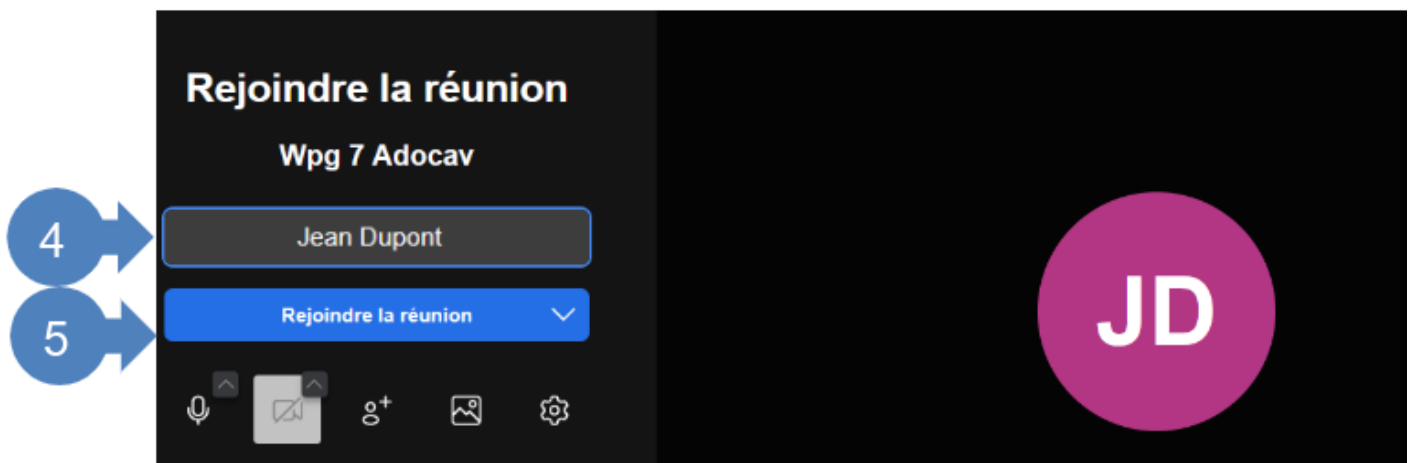 Rejoindre la réunion
Wpg 7 Adocav
4
Jean Dupont
5
Rejoindre la réunion
JD